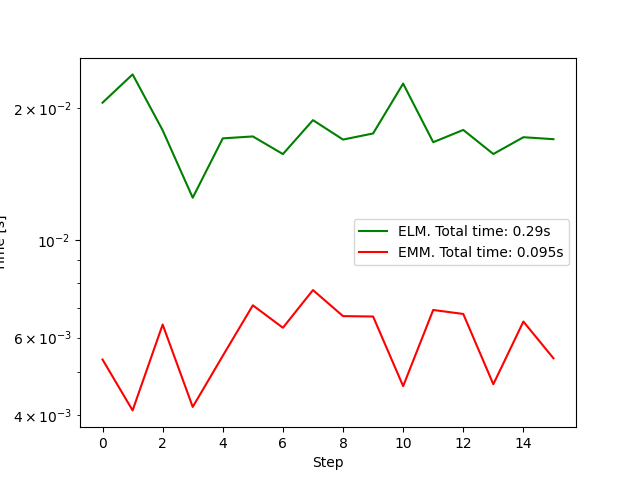 2 × 10⁻²
10⁻²
6 × 10⁻³
4 × 10⁻³
ELM. Total time: 0.29s
EMM. Total time: 0.095s
0 2 4 6 8 10 12 14
Step